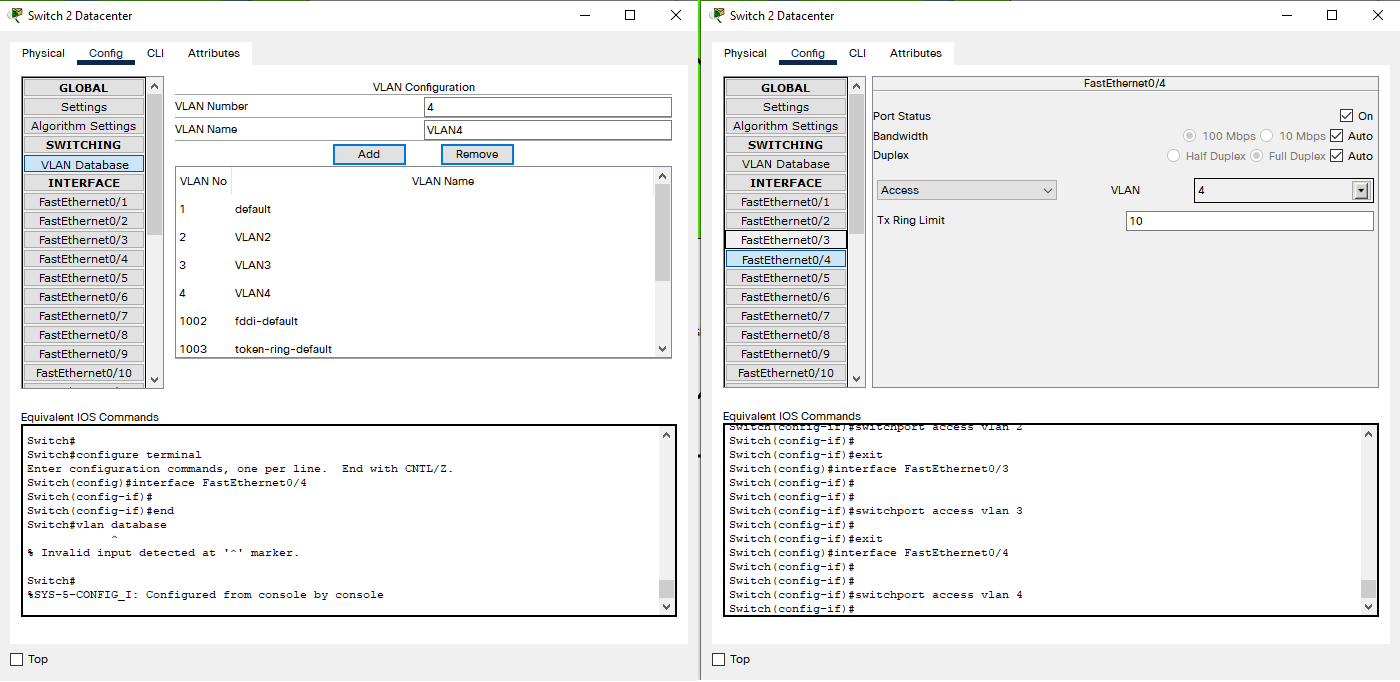 Switch 2 Datacenter
Physical Config CLI Attributes
GLOBAL
Settings
Algorithm Settings
SWITCHING
VLAN Database
INTERFACE
FastEthernet0/1
FastEthernet0/2
FastEthernet0/3
FastEthernet0/4
FastEthernet0/5
FastEthernet0/6
FastEthernet0/7
FastEthernet0/8
FastEthernet0/9
FastEthernet0/10
VLAN Configuration
VLAN Number 4
VLAN Name VLAN4
Add Remove
VLAN No VLAN Name
1 default
2 VLAN2
3 VLAN3
4 VLAN4
1002 fddi-default
1003 token-ring-default
Equivalent IOS Commands
Switch#
Switch#configure terminal
Enter configuration commands, one per line. End with CNTL/Z.
Switch(config)#interface FastEthernet0/4
Switch(config-if)#
Switch(config-if)#end
Switch#vlan database
^
% Invalid input detected at '^' marker.
Switch#
%SYS-5-CONFIG_I: Configured from console by console
Top
Switch 2 Datacenter
Physical Config CLI Attributes
GLOBAL
Settings
Algorithm Settings
SWITCHING
VLAN Database
INTERFACE
FastEthernet0/1
FastEthernet0/2
FastEthernet0/3
FastEthernet0/4
FastEthernet0/5
FastEthernet0/6
FastEthernet0/7
FastEthernet0/8
FastEthernet0/9
FastEthernet0/10
FastEthernet0/4
Port Status On
Bandwidth 100 Mbps 10 Mbps Auto
Duplex Half Duplex Full Duplex Auto
Access VLAN 4
Tx Ring Limit 10
Equivalent IOS Commands
Switch(config-if)#switchport access vlan 2
Switch(config-if)#
Switch(config-if)#exit
Switch(config)#interface FastEthernet0/3
Switch(config-if)#
Switch(config-if)#
Switch(config-if)#switchport access vlan 3
Switch(config-if)#
Switch(config-if)#exit
Switch(config)#interface FastEthernet0/4
Switch(config-if)#
Switch(config-if)#
Switch(config-if)#switchport access vlan 4
Switch(config-if)#
Top